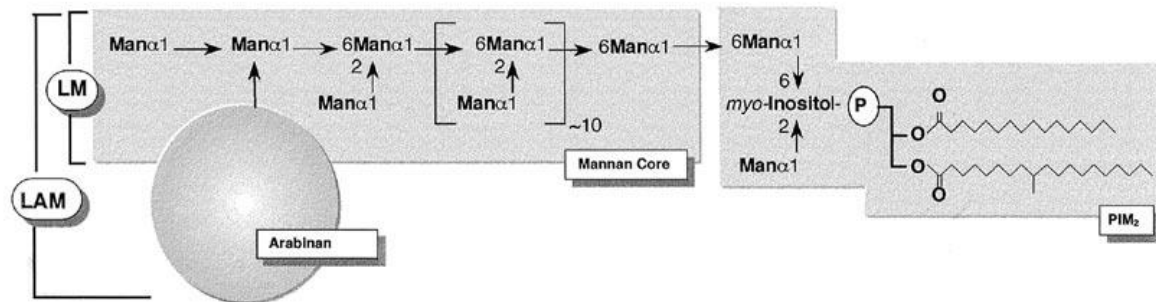 LM
LAM
Manα1 Manα1 6Manα1 6Manα1 6Manα1 6Manα1
2 2 6
Manα1 Manα1 myo-Inositol- P
~10 2
Manα1
Mannan Core
O
O
O
O
Arabinan
PIM₂